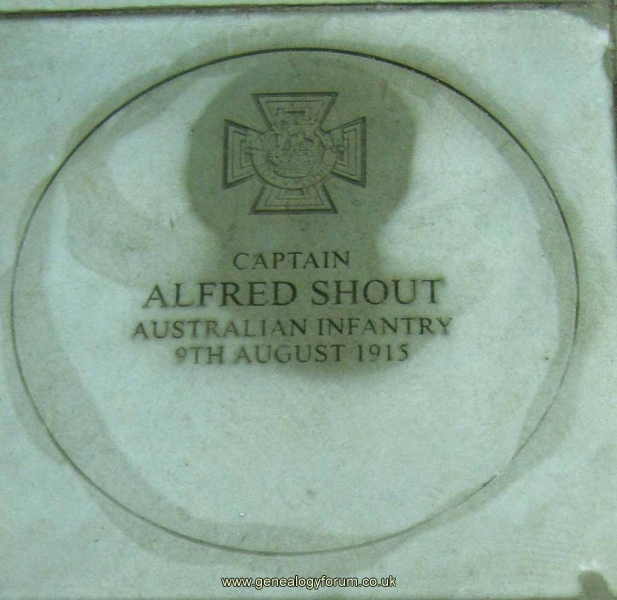 CAPTAIN
ALFRED SHOUT
AUSTRALIAN INFANTRY
9TH AUGUST 1915
www.genealogyforum.co.uk